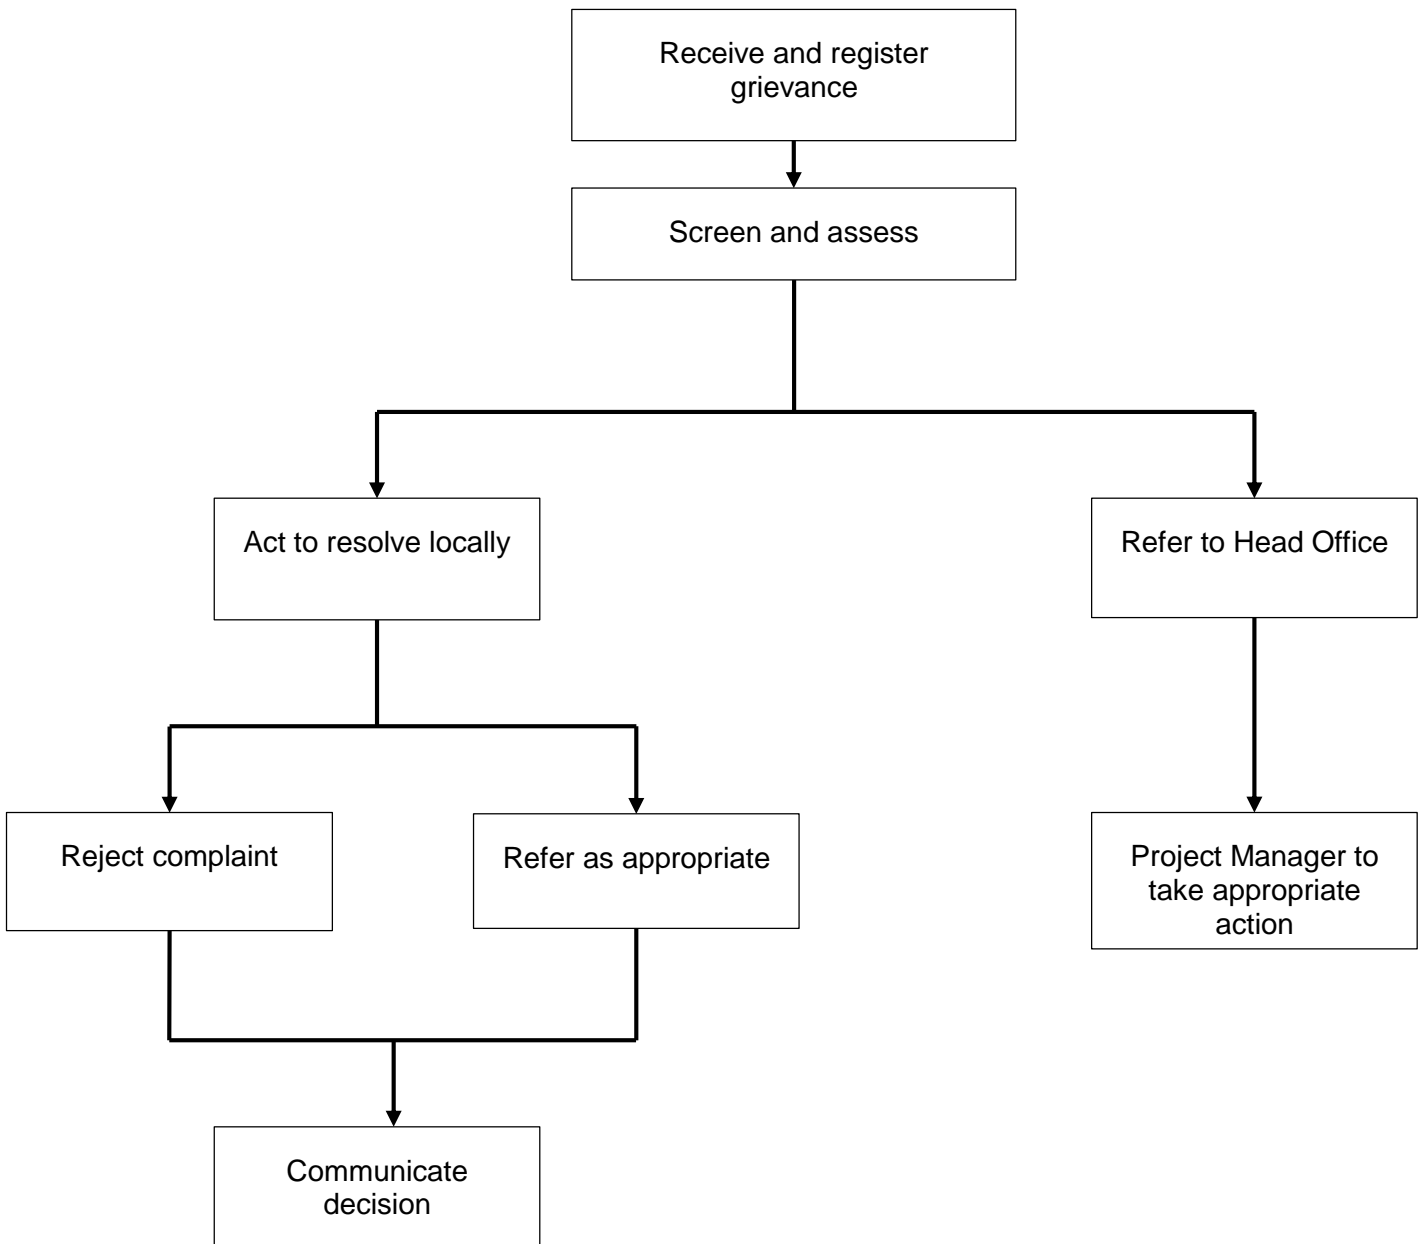 Receive and register
grievance
Screen and assess
Act to resolve locally
Refer to Head Office
Reject complaint
Refer as appropriate
Project Manager to
take appropriate
action
Communicate
decision